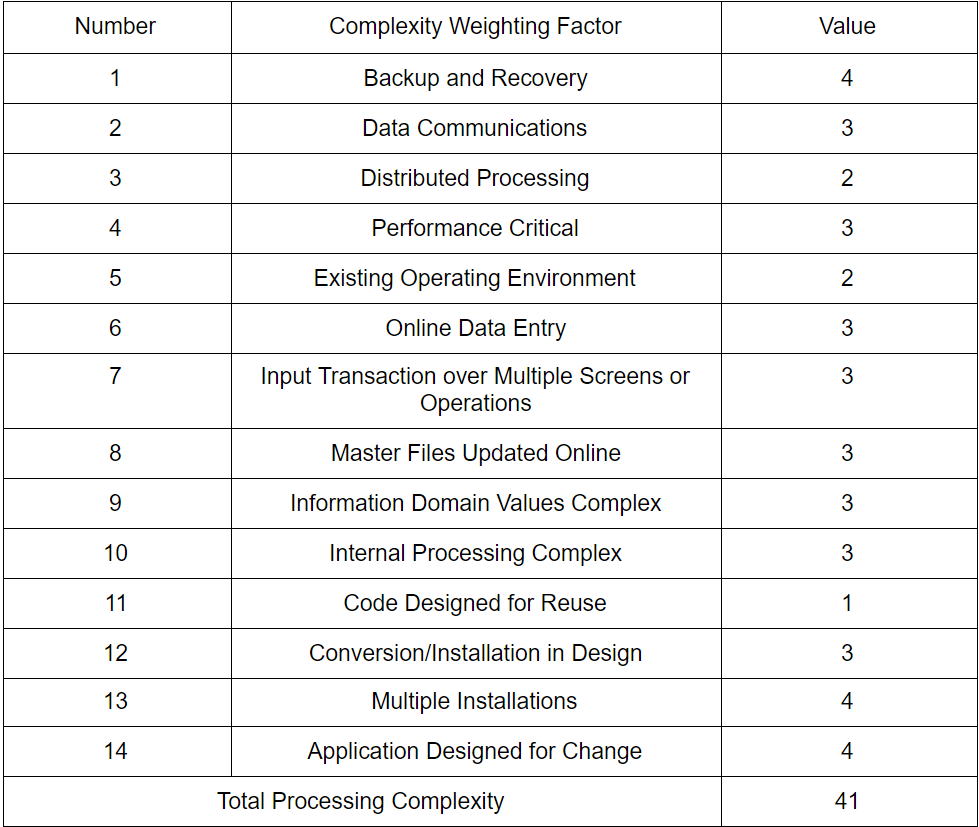 Number Complexity Weighting Factor Value
1 Backup and Recovery 4
2 Data Communications 3
3 Distributed Processing 2
4 Performance Critical 3
5 Existing Operating Environment 2
6 Online Data Entry 3
7 Input Transaction over Multiple Screens or 3
Operations
8 Master Files Updated Online 3
9 Information Domain Values Complex 3
10 Internal Processing Complex 3
11 Code Designed for Reuse 1
12 Conversion/Installation in Design 3
13 Multiple Installations 4
14 Application Designed for Change 4
Total Processing Complexity 41